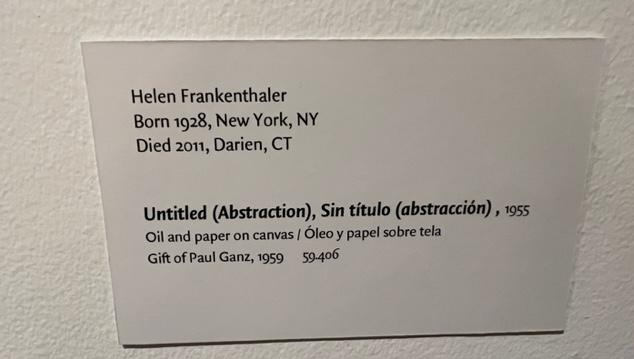 Helen Frankenthaler
Born 1928, New York, NY
Died 2011, Darien, CT
Untitled (Abstraction), Sin título (abstracción) , 1955
Oil and paper on canvas / Óleo y papel sobre tela
Gift of Paul Ganz, 1959 59.406